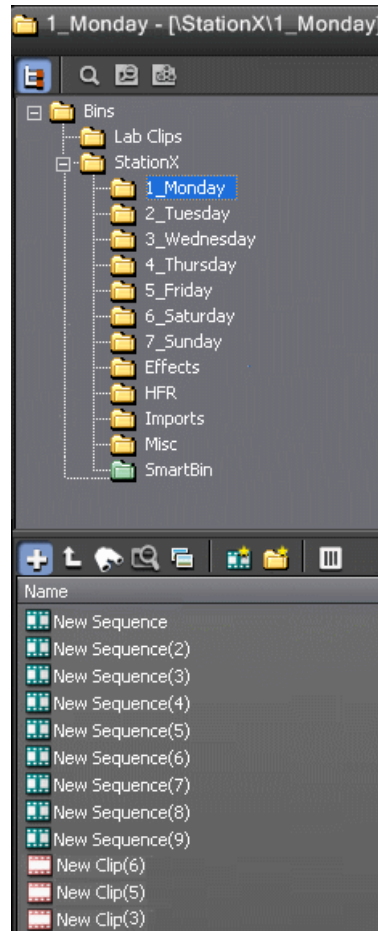 1_Monday - [\StationX\1_Monday]
Bins
Lab Clips
StationX
1_Monday
2_Tuesday
3_Wednesday
4_Thursday
5_Friday
6_Saturday
7_Sunday
Effects
HFR
Imports
Misc
SmartBin
Name
New Sequence
New Sequence(2)
New Sequence(3)
New Sequence(4)
New Sequence(5)
New Sequence(6)
New Sequence(7)
New Sequence(8)
New Sequence(9)
New Clip(6)
New Clip(5)
New Clip(3)